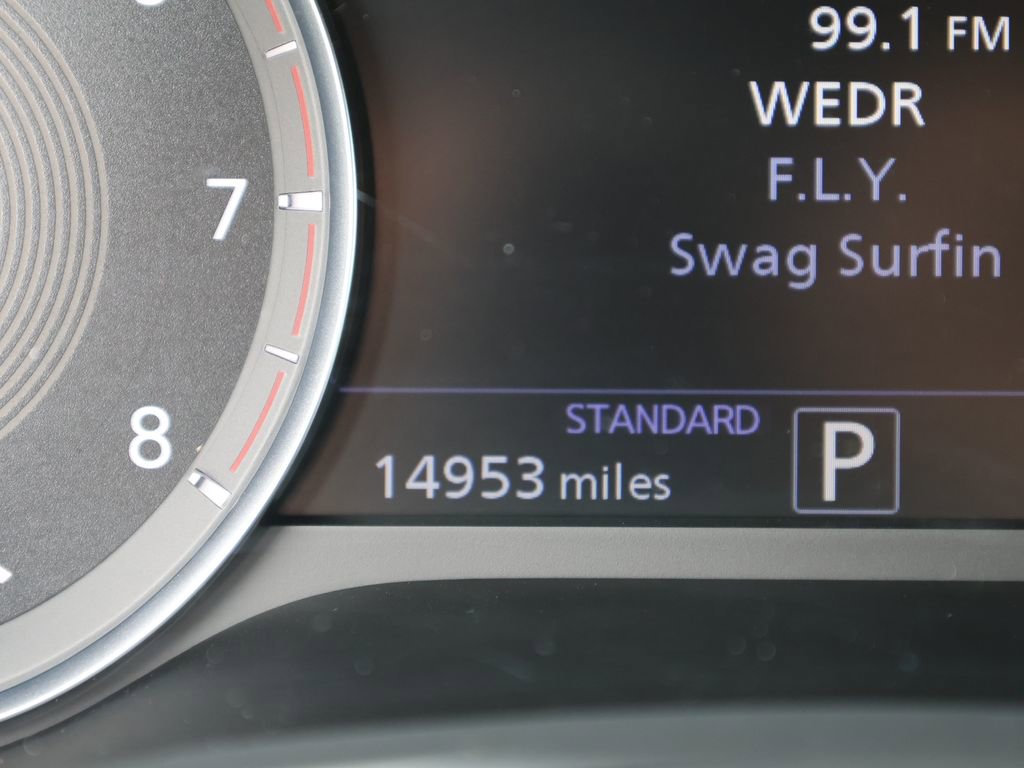 99.1 FM
WEDR
F.L.Y.
Swag Surfin
7
8
STANDARD
P
14953 miles